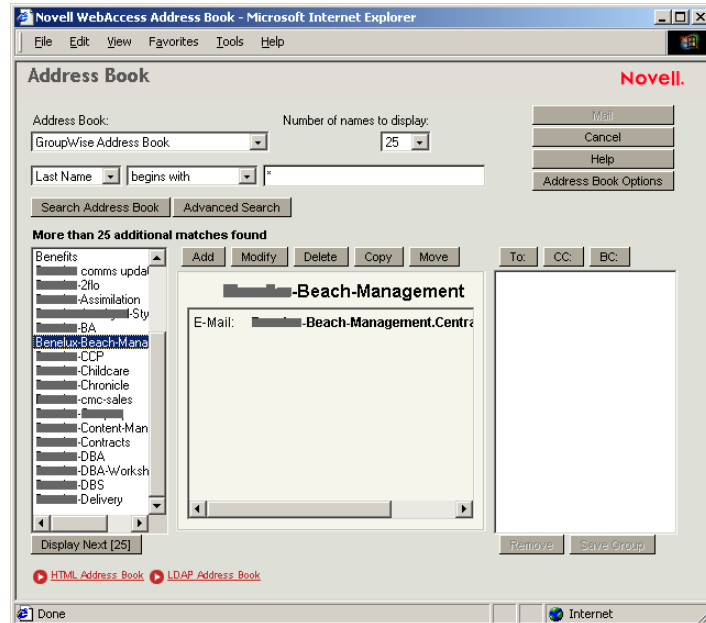 Novell WebAccess Address Book - Microsoft Internet Explorer
File Edit View Favorites Tools Help
Address Book
Novell.
Address Book:
Number of names to display:
GroupWise Address Book
25
Last Name
begins with
*
Mail
Cancel
Help
Address Book Options
Search Address Book
Advanced Search
More than 25 additional matches found
Benefits
comms updat
-2flo
-Assimilation
-Sty
-BA
Benelux-Beach-Mana
-CCP
-Childcare
-Chronicle
-cmc-sales
-Content-Man
-Contracts
-DBA
-DBA-Worksh
-DBS
-Delivery
Display Next [25]
Add Modify Delete Copy Move
-Beach-Management
E-Mail: -Beach-Management.Centra
To: CC: BC:
Remove Save Group
HTML Address Book LDAP Address Book
Done
Internet